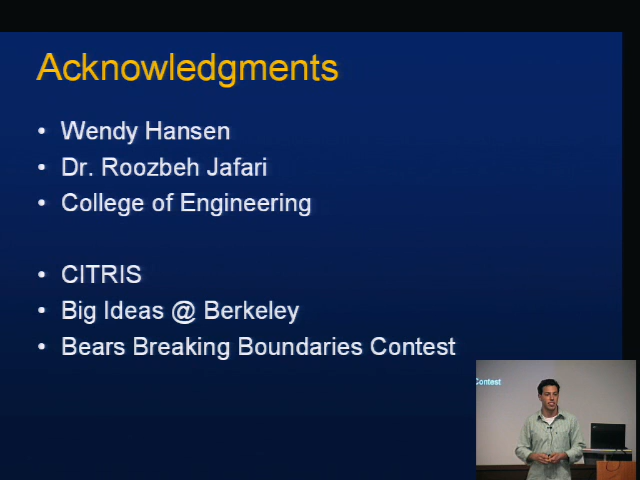 Acknowledgments
• Wendy Hansen
• Dr. Roozbeh Jafari
• College of Engineering
• CITRIS
• Big Ideas @ Berkeley
• Bears Breaking Boundaries Contest
Contest